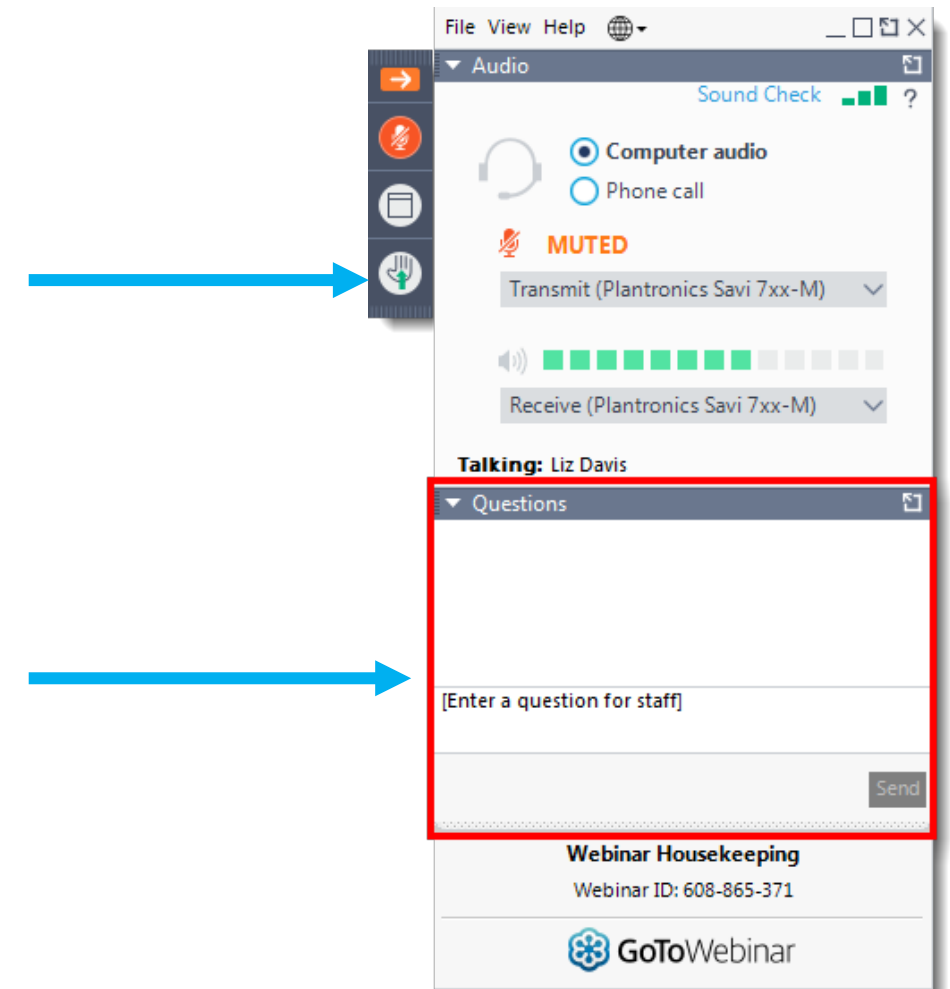 File View Help
Audio
Sound Check ?
Computer audio
Phone call
MUTED
Transmit (Plantronics Savi 7xx-M)
Receive (Plantronics Savi 7xx-M)
Talking: Liz Davis
Questions
[Enter a question for staff]
Send
Webinar Housekeeping
Webinar ID: 608-865-371
GoToWebinar